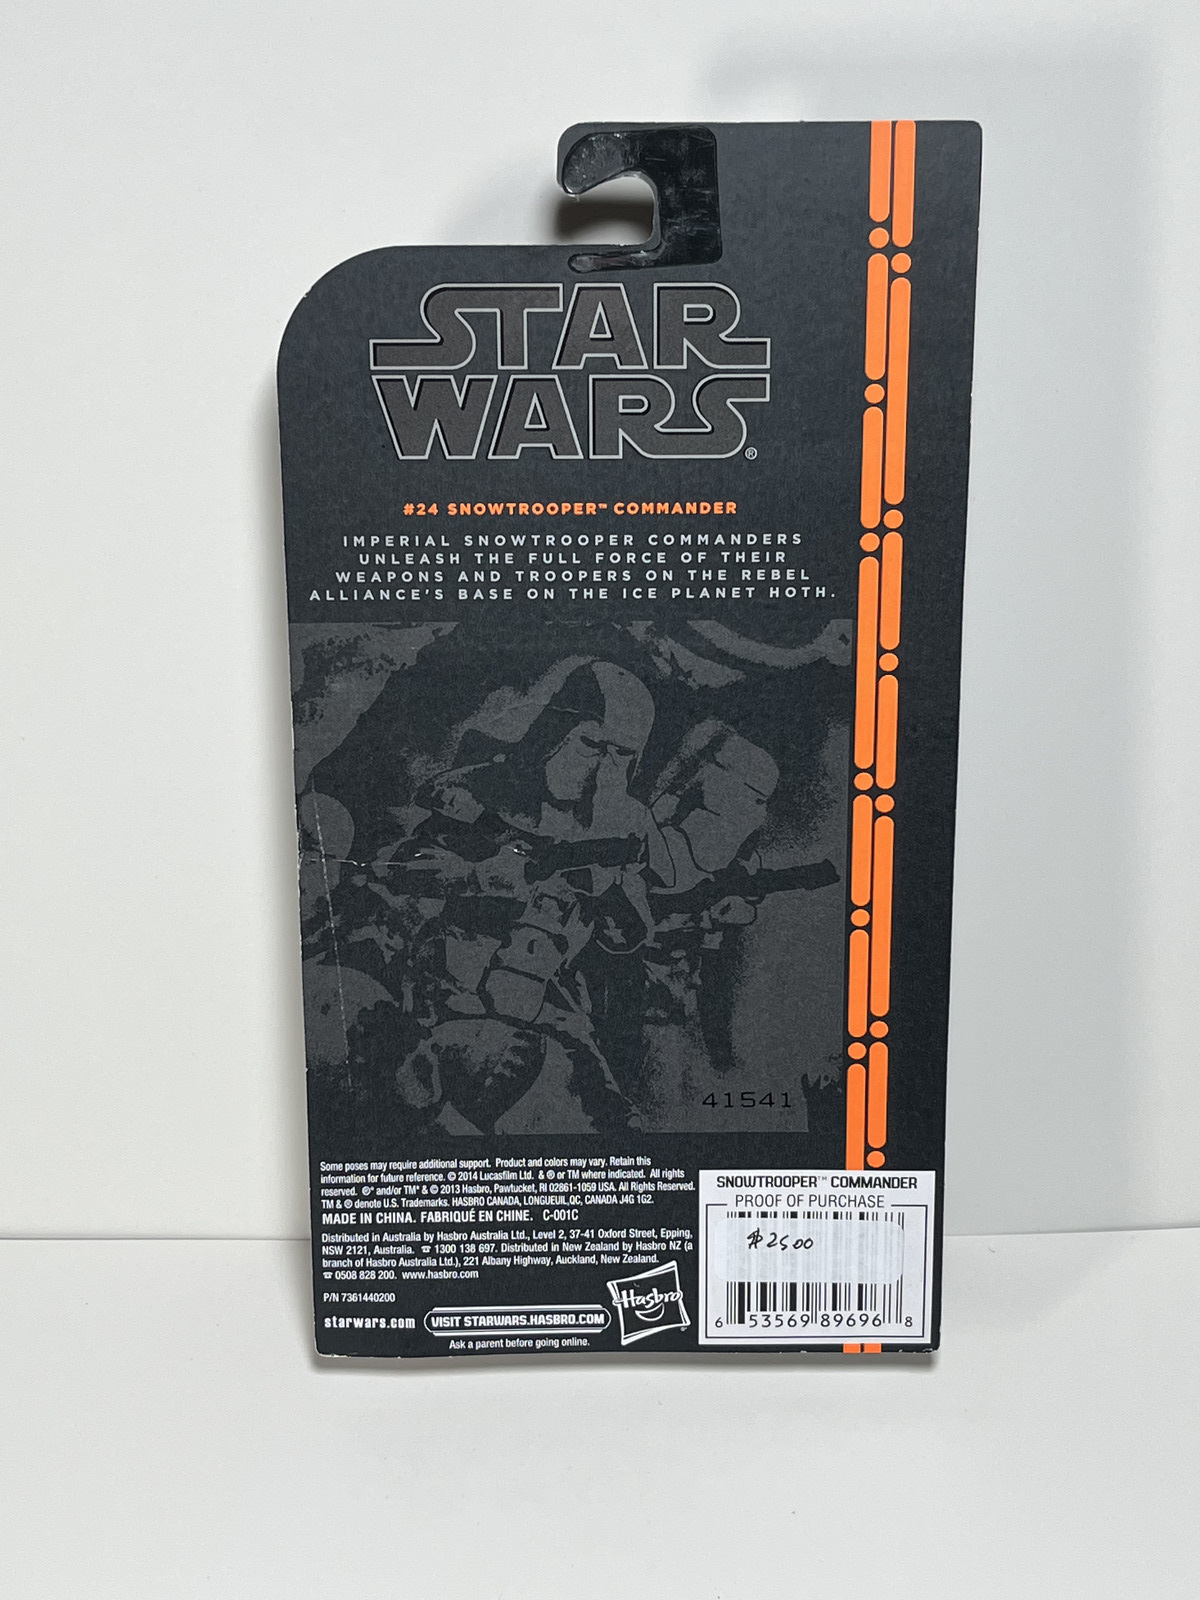 STAR
WARS®
#24 SNOWTROOPER™ COMMANDER
IMPERIAL SNOWTROOPER COMMANDERS
UNLEASH THE FULL FORCE OF THEIR
WEAPONS AND TROOPERS ON THE REBEL
ALLIANCE'S BASE ON THE ICE PLANET HOTH.
41541
Some poses may require additional support. Product and colors may vary. Retain this
information for future reference. © 2014 Lucasfilm Ltd. & ® or TM where indicated. All rights
reserved. ®* and/or TM* & © 2013 Hasbro, Pawtucket, RI 02861-1059 USA. All Rights Reserved.
TM & ® denote U.S. Trademarks. HASBRO CANADA, LONGUEUIL,QC, CANADA J4G 1G2.
MADE IN CHINA. FABRIQUÉ EN CHINE. C-001C
Distributed in Australia by Hasbro Australia Ltd., Level 2, 37-41 Oxford Street, Epping,
NSW 2121, Australia. ☎ 1300 138 697. Distributed in New Zealand by Hasbro NZ (a
branch of Hasbro Australia Ltd.), 221 Albany Highway, Auckland, New Zealand.
☎ 0508 828 200. www.hasbro.com
P/N 7361440200
starwars.com VISIT STARWARS.HASBRO.COM
Ask a parent before going online.
Hasbro
SNOWTROOPER™ COMMANDER
PROOF OF PURCHASE
$2500
6 53569 89696 8